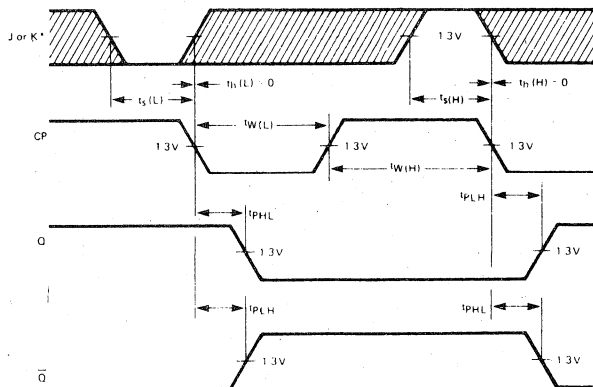 J or K*
1.3V
th(L) = 0
th(H) = 0
ts(L)
ts(H)
tW(L)
CP
1.3V
1.3V
1.3V
tW(H)
tPHL
tPLH
Q
1.3V
1.3V
tPLH
tPHL
1.3V
1.3V
Q̅